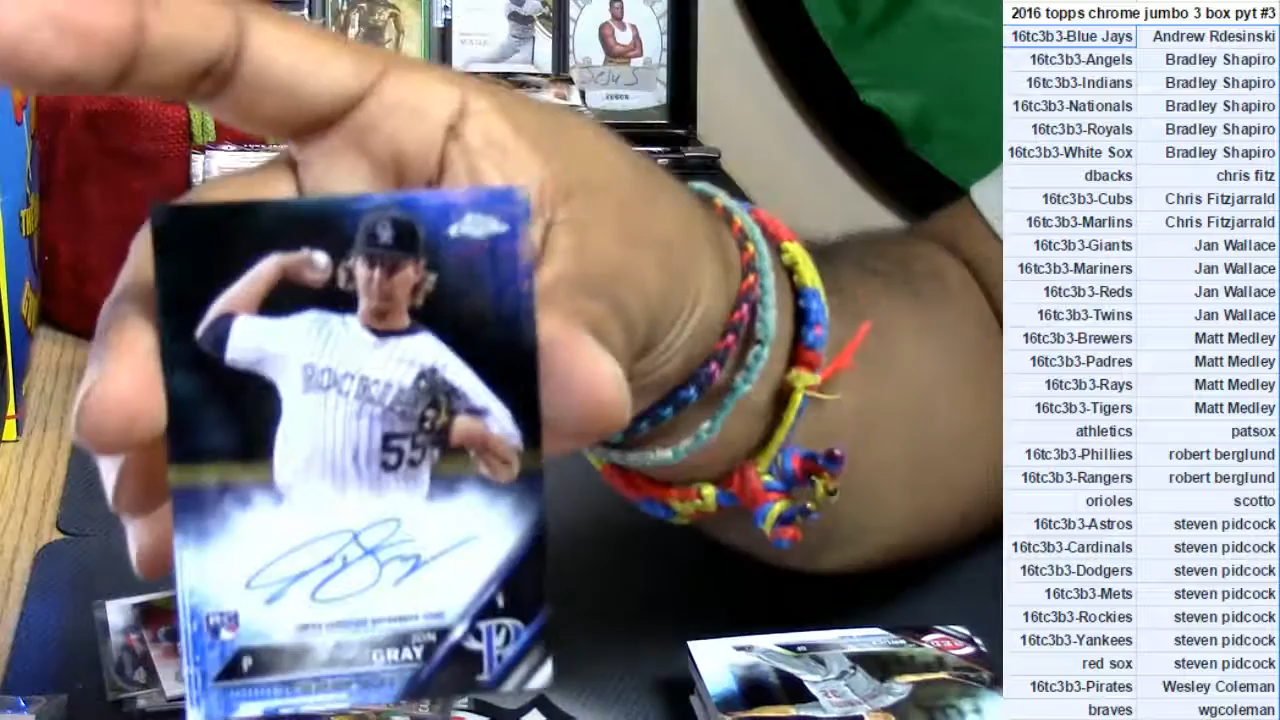 2016 topps chrome jumbo 3 box pyt #3
16tc3b3-Blue Jays Andrew Rdesinski
16tc3b3-Angels Bradley Shapiro
16tc3b3-Indians Bradley Shapiro
16tc3b3-Nationals Bradley Shapiro
16tc3b3-Royals Bradley Shapiro
16tc3b3-White Sox Bradley Shapiro
dbacks chris fitz
16tc3b3-Cubs Chris Fitzjarrald
16tc3b3-Marlins Chris Fitzjarrald
16tc3b3-Giants Jan Wallace
16tc3b3-Mariners Jan Wallace
16tc3b3-Reds Jan Wallace
16tc3b3-Twins Jan Wallace
16tc3b3-Brewers Matt Medley
16tc3b3-Padres Matt Medley
16tc3b3-Rays Matt Medley
16tc3b3-Tigers Matt Medley
athletics patsox
16tc3b3-Phillies robert berglund
16tc3b3-Rangers robert berglund
orioles scotto
16tc3b3-Astros steven pidcock
16tc3b3-Cardinals steven pidcock
16tc3b3-Dodgers steven pidcock
16tc3b3-Mets steven pidcock
16tc3b3-Rockies steven pidcock
16tc3b3-Yankees steven pidcock
red sox steven pidcock
16tc3b3-Pirates Wesley Coleman
braves wgcoleman
55
P
JON
GRAY
REDS